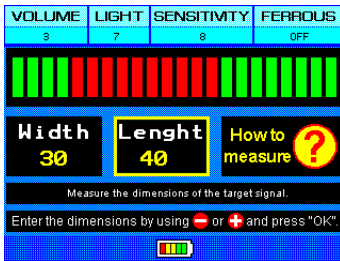 VOLUME LIGHT SENSITIVITY FERROUS
3 7 8 OFF
Width Lenght How to
30 40 measure ?
Measure the dimensions of the target signal.
Enter the dimensions by using - or + and press "OK".